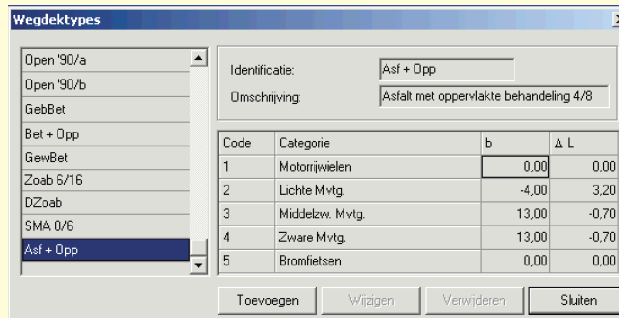 Wegdektypes
Open '90/a
Open '90/b
GebBet
Bet + Opp
GewBet
Zoab 6/16
DZoab
SMA 0/6
Asf + Opp
Identificatie: Asf + Opp
Omschrijving: Asfalt met oppervlakte behandeling 4/8
Code Categorie b Δ L
1 Motorrijwielen 0,00 0,00
2 Lichte Mvtg. -4,00 3,20
3 Middelzw. Mvtg. 13,00 -0,70
4 Zware Mvtg. 13,00 -0,70
5 Bromfietsen 0,00 0,00
Toevoegen Wijzigen Verwijderen Sluiten